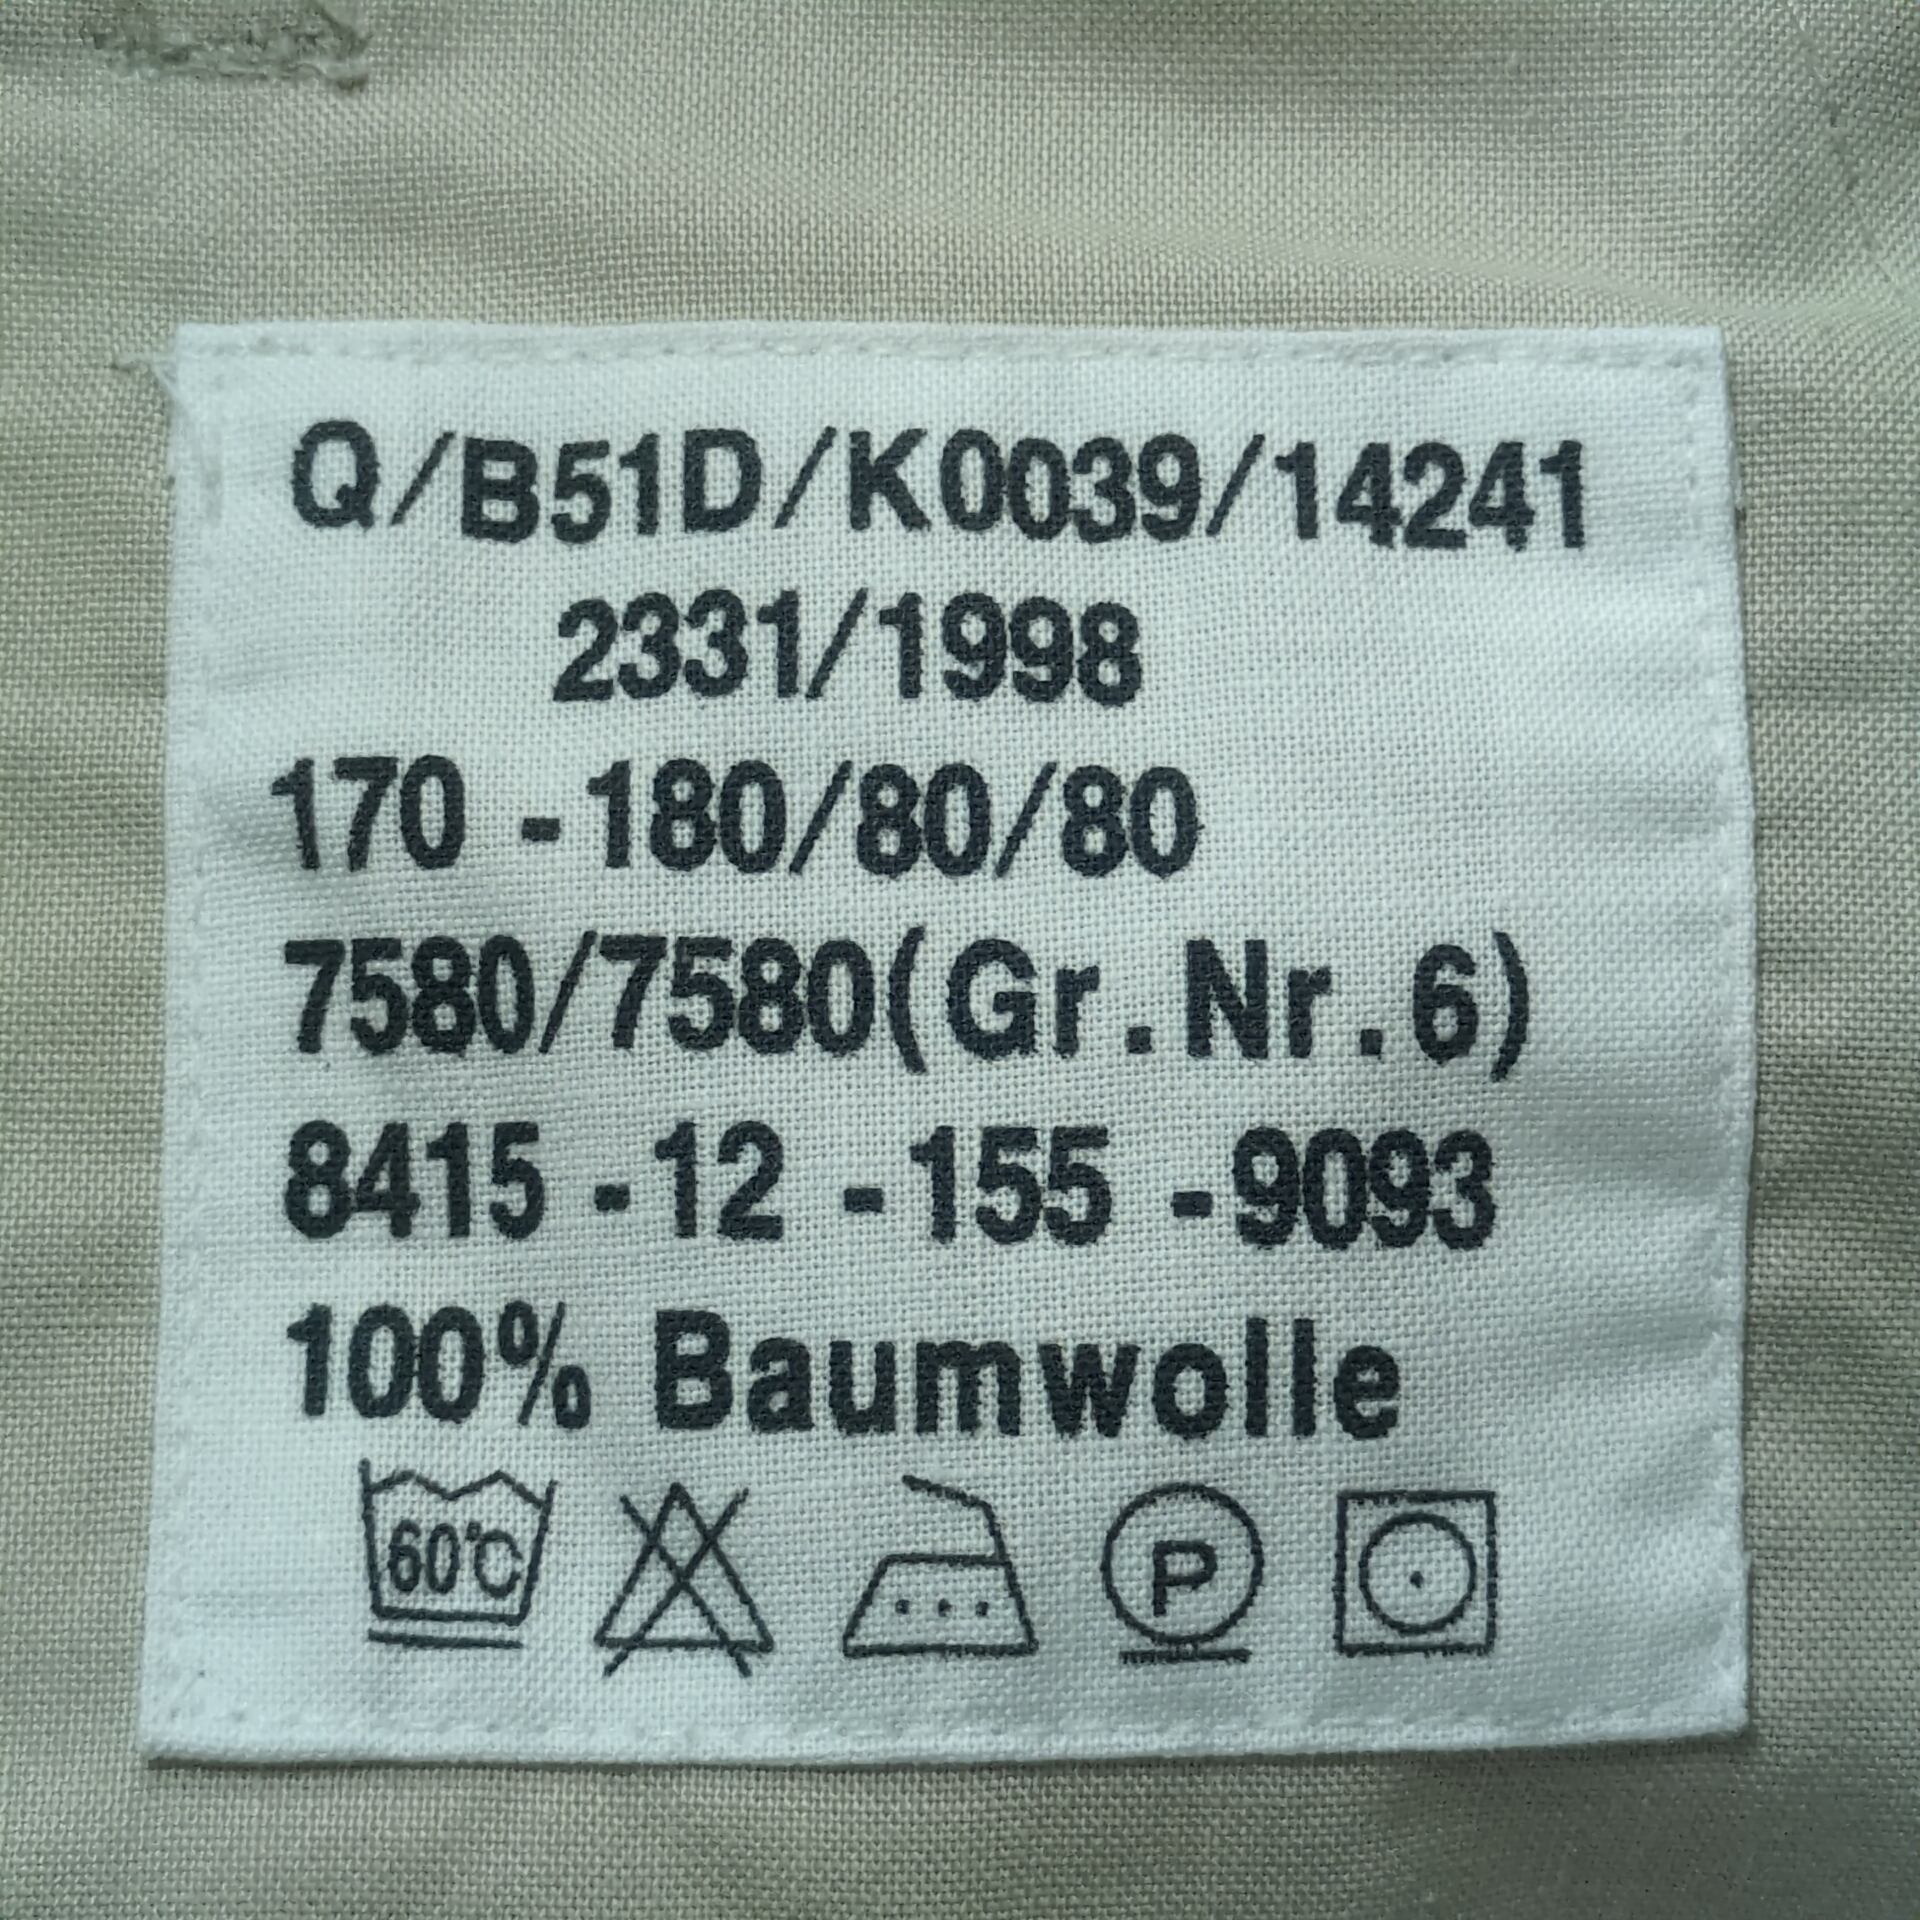 Q/B51D/K0039/14241
2331/1998
170 - 180/80/80
7580/7580(Gr.Nr.6)
8415 - 12 - 155 - 9093
100% Baumwolle
60°C P